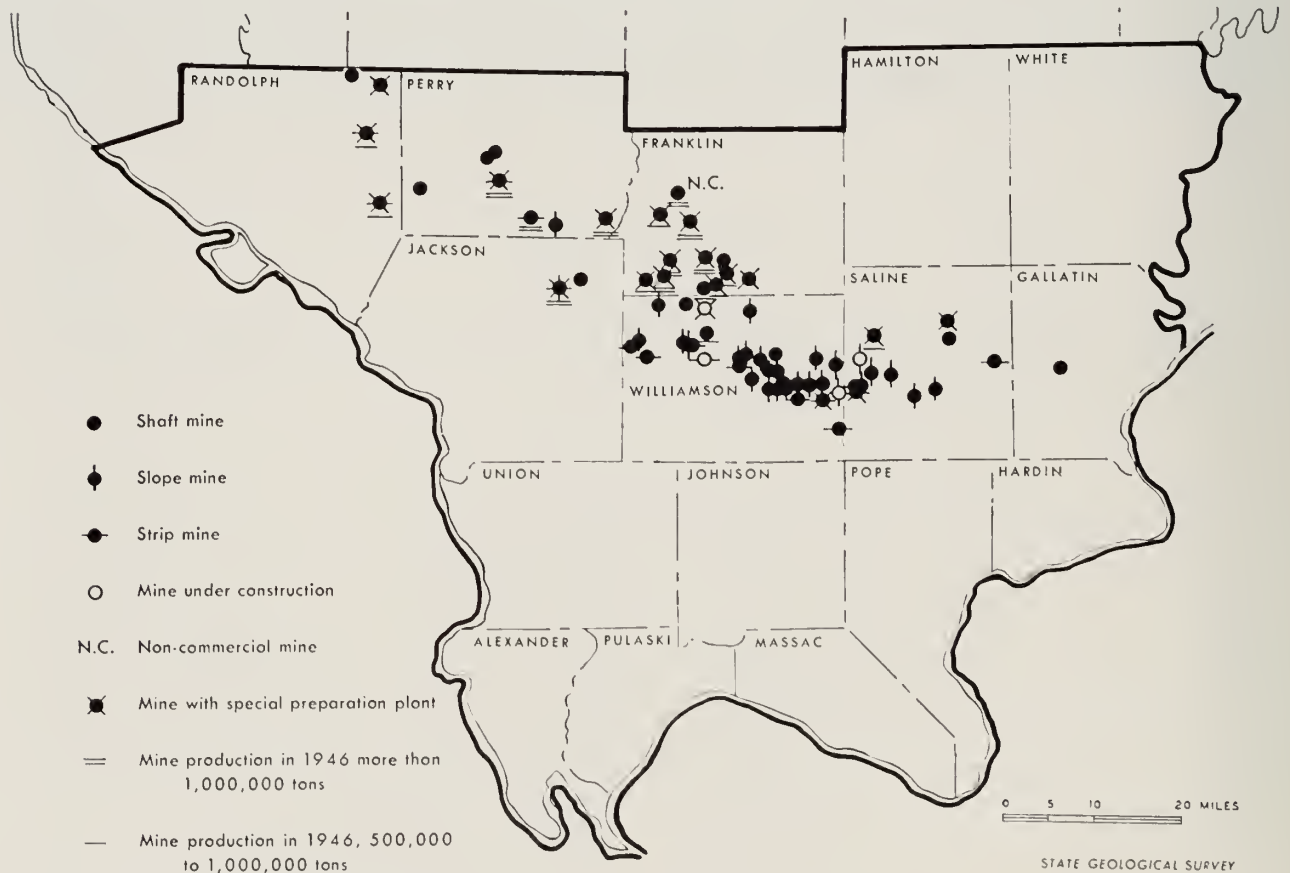 HAMILTON
WHITE
RANDOLPH
PERRY
FRANKLIN
N.C.
JACKSON
SALINE
GALLATIN
WILLIAMSON
UNION
JOHNSON
POPE
HARDIN
ALEXANDER
PULASKI
MASSAC
Shaft mine
Slope mine
Strip mine
Mine under construction
N.C. Non-commercial mine
Mine with special preparation plant
Mine production in 1946 more than
1,000,000 tons
Mine production in 1946, 500,000
to 1,000,000 tons
0 5 10 20 MILES
STATE GEOLOGICAL SURVEY